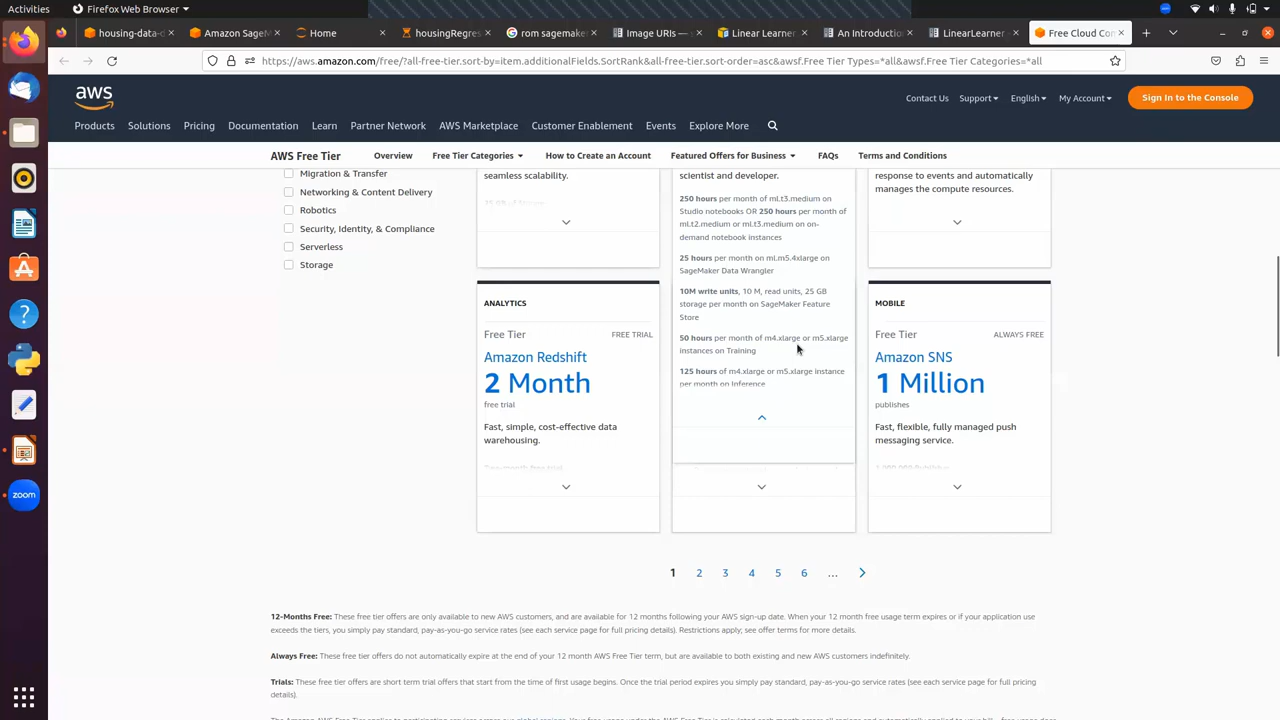 Activities
Firefox Web Browser
housing-data-d
Amazon SageM
Home
housingRegres
rom sagemaker
Image URIs —
Linear Learner
An Introductio
LinearLearner
Free Cloud Con
https://aws.amazon.com/free/?all-free-tier.sort-by=item.additionalFields.SortRank&all-free-tier.sort-order=asc&awsf.Free Tier Types=*all&awsf.Free Tier Categories=*all
aws
Contact Us
Support
English
My Account
Sign In to the Console
Products
Solutions
Pricing
Documentation
Learn
Partner Network
AWS Marketplace
Customer Enablement
Events
Explore More
AWS Free Tier
Overview
Free Tier Categories
How to Create an Account
Featured Offers for Business
FAQs
Terms and Conditions
Migration & Transfer
Networking & Content Delivery
Robotics
Security, Identity, & Compliance
Serverless
Storage
seamless scalability.
scientist and developer.
250 hours per month of ml.t3.medium on
Studio notebooks OR 250 hours per month of
ml.t2.medium or ml.t3.medium on on-
demand notebook instances
25 hours per month on ml.m5.4xlarge on
SageMaker Data Wrangler
10M write units, 10 M, read units, 25 GB
storage per month on SageMaker Feature
Store
50 hours per month of m4.xlarge or m5.xlarge
instances on Training
125 hours of m4.xlarge or m5.xlarge instance
per month on Inference
response to events and automatically
manages the compute resources.
ANALYTICS
Free Tier
FREE TRIAL
Amazon Redshift
2 Month
free trial
Fast, simple, cost-effective data
warehousing.
MOBILE
Free Tier
ALWAYS FREE
Amazon SNS
1 Million
publishes
Fast, flexible, fully managed push
messaging service.
1 2 3 4 5 6 ...
12-Months Free: These free tier offers are only available to new AWS customers, and are available for 12 months following your AWS sign-up date. When your 12 month free usage term expires or if your application use
exceeds the tiers, you simply pay standard, pay-as-you-go service rates (see each service page for full pricing details). Restrictions apply; see offer terms for more details.
Always Free: These free tier offers do not automatically expire at the end of your 12 month AWS Free Tier term, but are available to both existing and new AWS customers indefinitely.
Trials: These free tier offers are short term trial offers that start from the time of first usage begins. Once the trial period expires you simply pay standard, pay-as-you-go service rates (see each service page for full pricing
details).
zoom